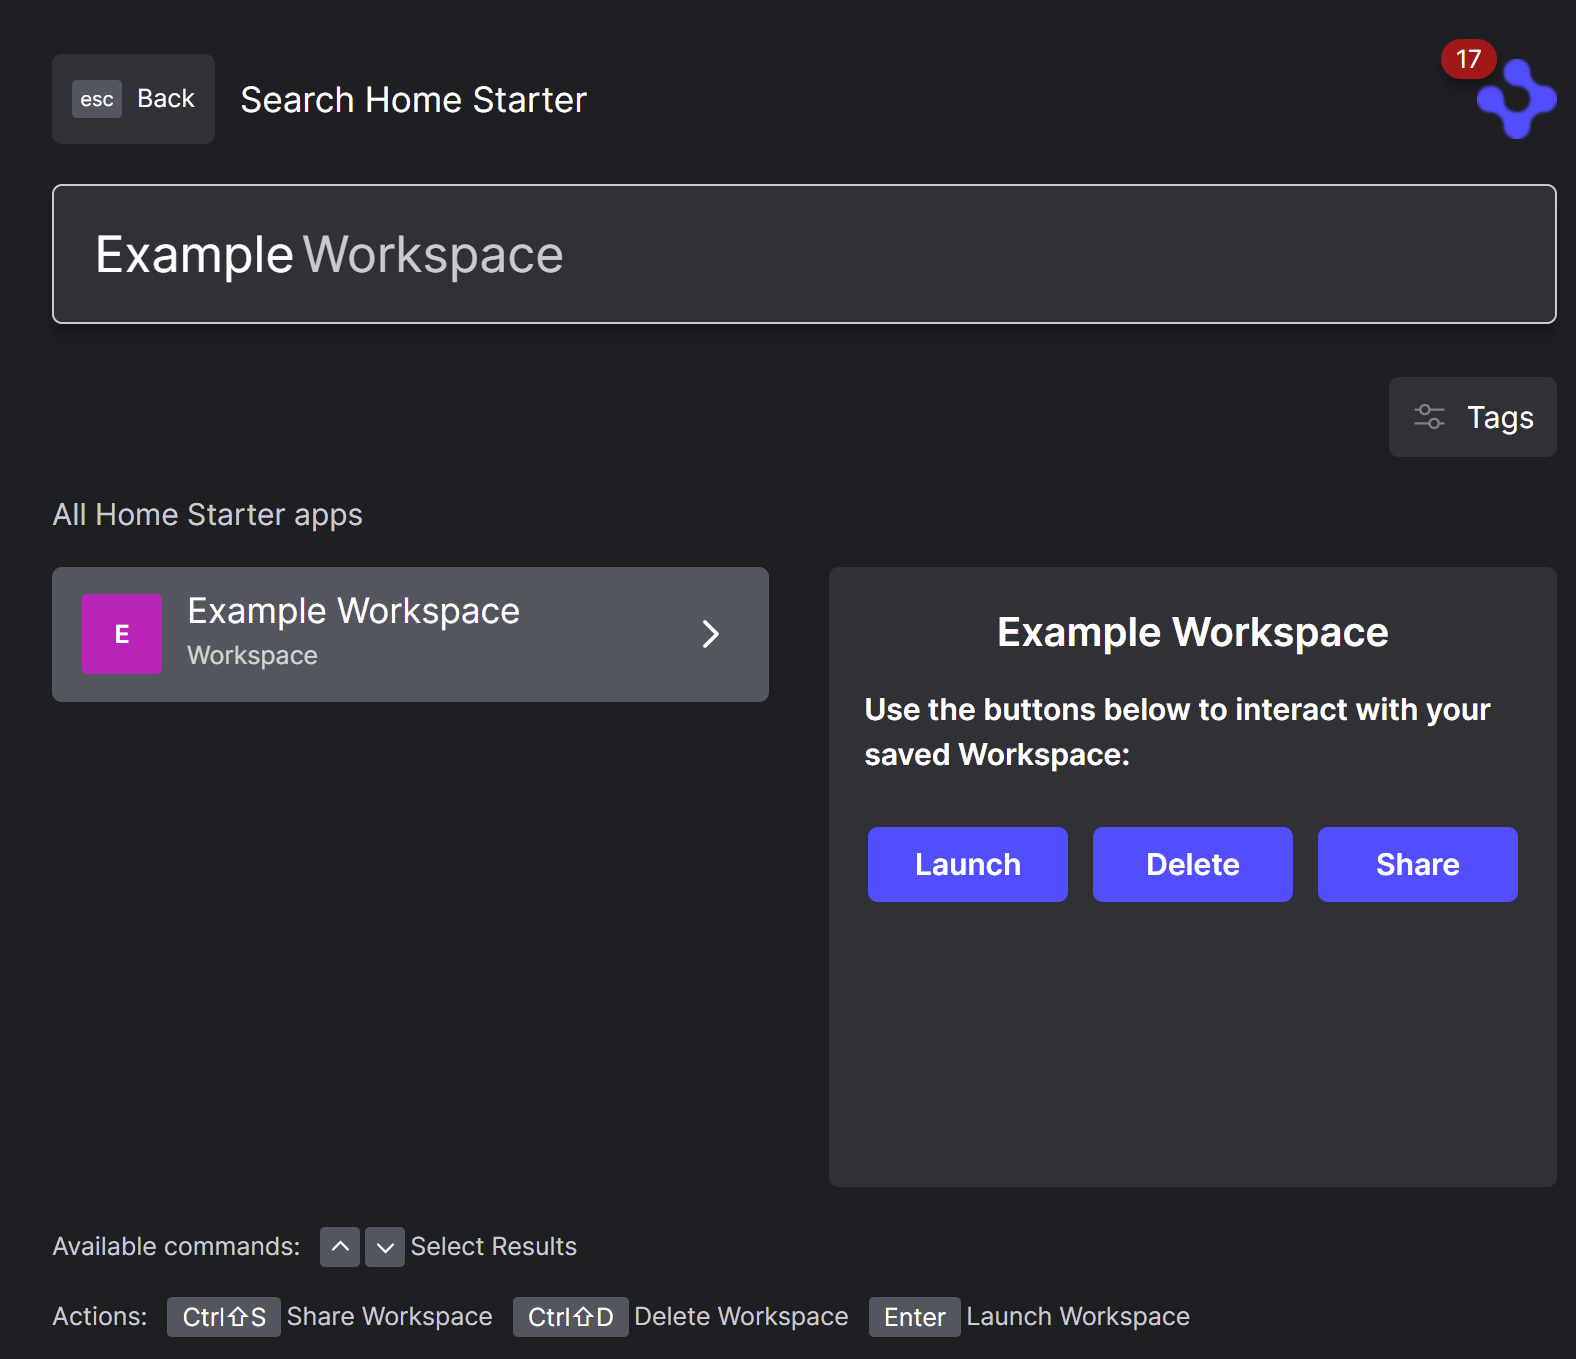 esc Back Search Home Starter 17
Example Workspace
Tags
All Home Starter apps
E Example Workspace
Workspace
Example Workspace
Use the buttons below to interact with your
saved Workspace:
Launch Delete Share
Available commands: Select Results
Actions: Ctrl⇧S Share Workspace Ctrl⇧D Delete Workspace Enter Launch Workspace